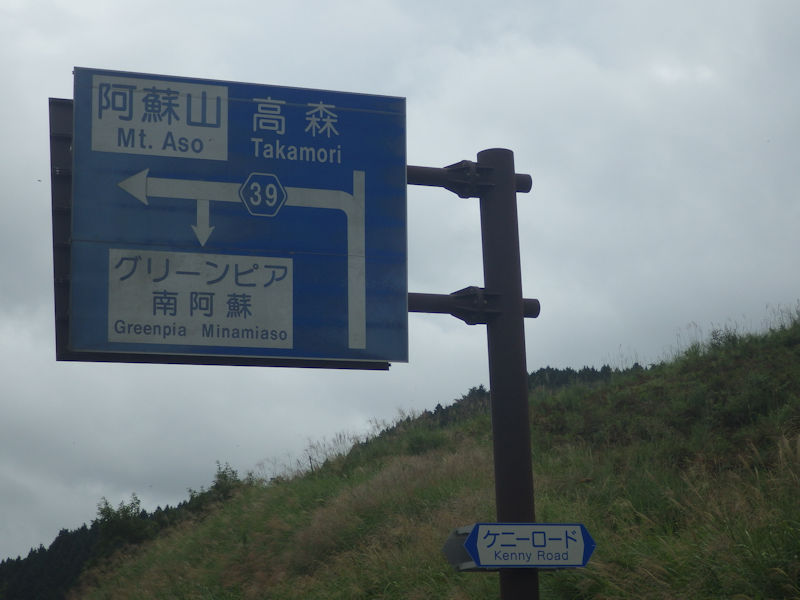 阿蘇山
Mt. Aso
高森
Takamori
39
グリーンピア
南阿蘇
Greenpia Minamiaso
ケニーロード
Kenny Road